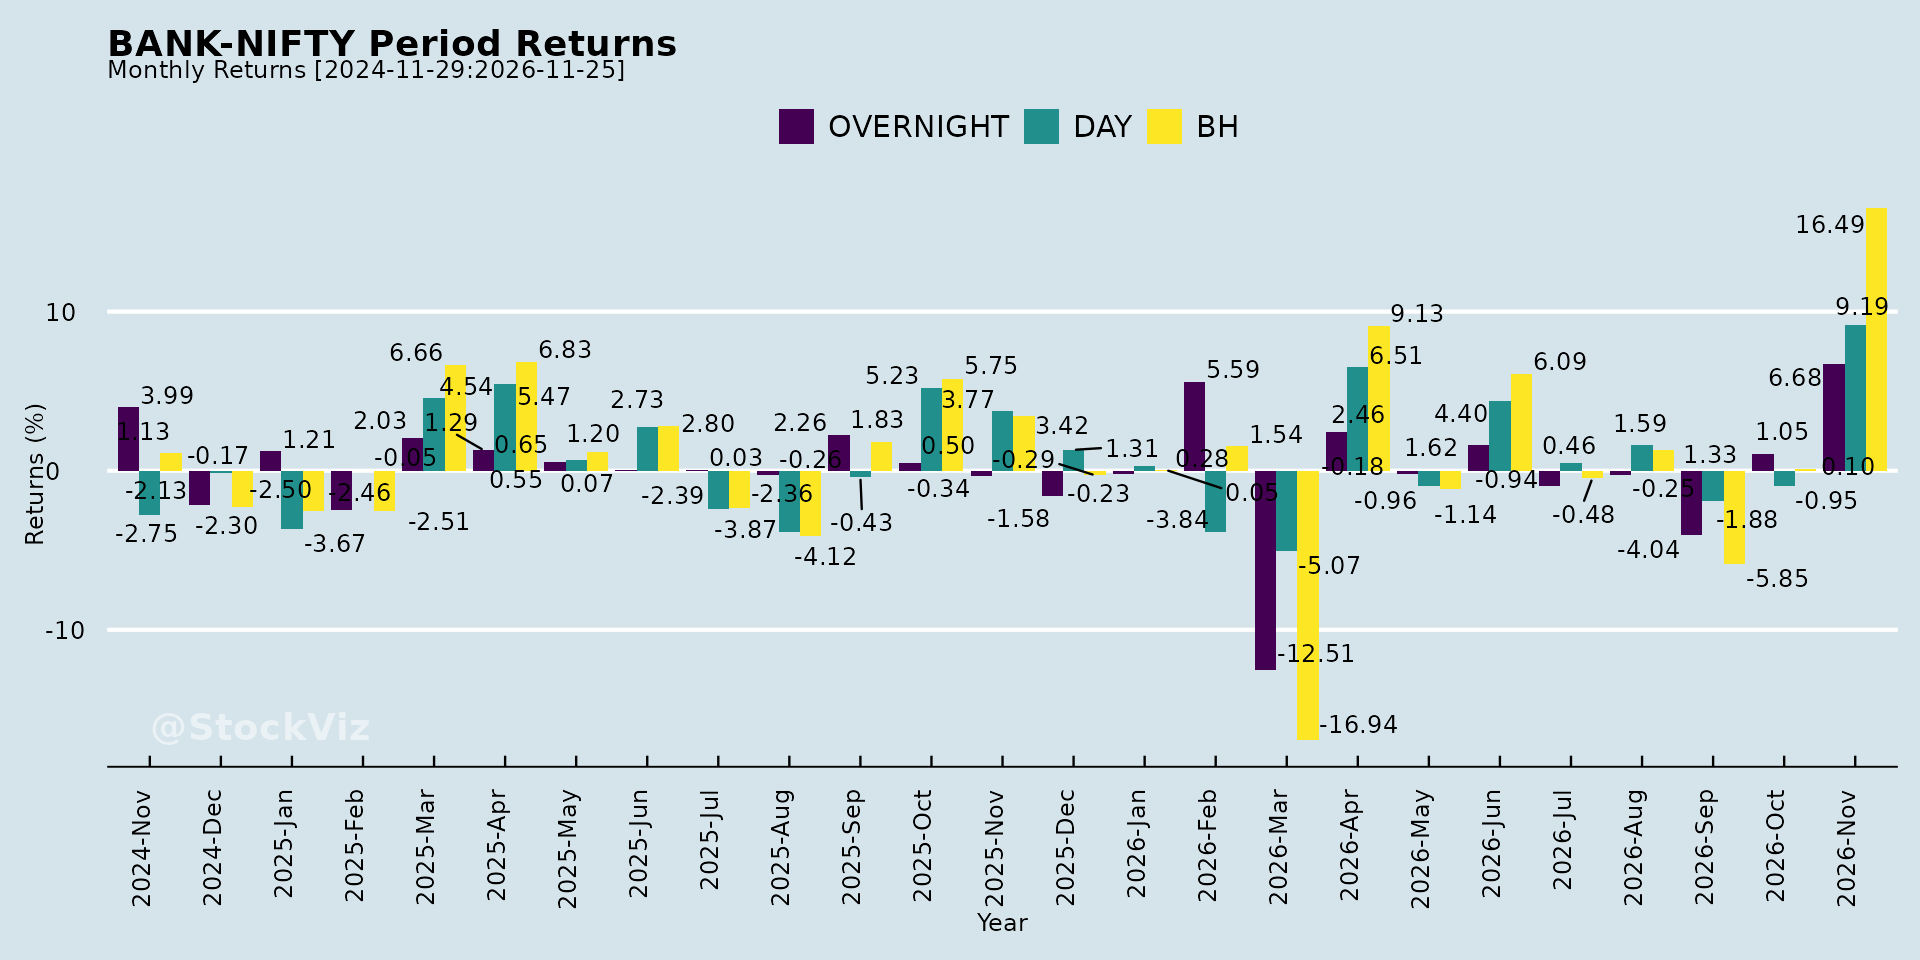 BANK-NIFTY Period Returns
Monthly Returns [2024-11-29:2026-11-25]
OVERNIGHT DAY BH
Returns (%)
10
0
-10
16.49
9.19
9.13
6.83
6.66
6.51
5.59
5.75
6.09
5.23
6.68
4.54
5.47
3.99
2.73
3.77
2.46
4.40
2.03
1.29
2.80
2.26
1.83
3.42
1.59
1.13
1.21
1.20
1.54
1.05
0.65
0.50
1.31
1.62
0.46
1.33
-0.17
-0.05
0.03
-0.26
-0.29
0.28
-0.18
0.10
0.55
0.07
-2.13
-2.50
-2.46
-2.39
-2.36
-0.34
-0.23
0.05
-0.96
-0.94
-0.25
-0.95
-2.75
-2.30
-2.51
-3.87
-0.43
-1.58
-3.84
-1.14
-0.48
-1.88
-3.67
-4.12
-5.07
-4.04
-5.85
-12.51
-16.94
@StockViz
2024-Nov
2024-Dec
2025-Jan
2025-Feb
2025-Mar
2025-Apr
2025-May
2025-Jun
2025-Jul
2025-Aug
2025-Sep
2025-Oct
2025-Nov
2025-Dec
2026-Jan
2026-Feb
2026-Mar
2026-Apr
2026-May
2026-Jun
2026-Jul
2026-Aug
2026-Sep
2026-Oct
2026-Nov
Year